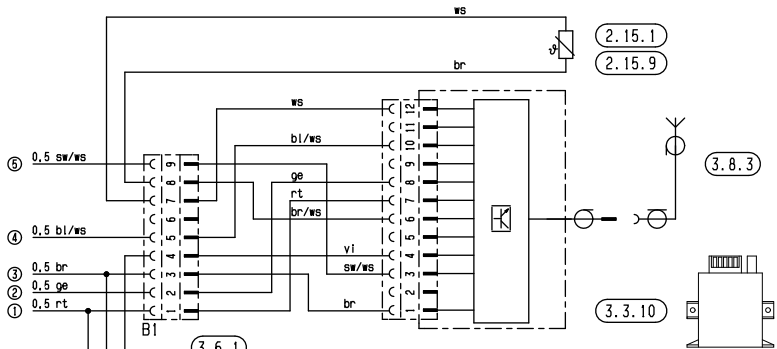 ws
2.15.1
ϑ
2.15.9
br
ws
12
11
bl/ws
10
⑤ 0.5 sw/ws
9
9
3.8.3
8
ge
8
7
rt
7
6
br/ws
6
④ 0.5 bl/ws
5
5
4
vi
4
③ 0.5 br
3
sw/ws
3
② 0.5 ge
2
2
① 0.5 rt
1
br
1
3.3.10
B1
3.6.1